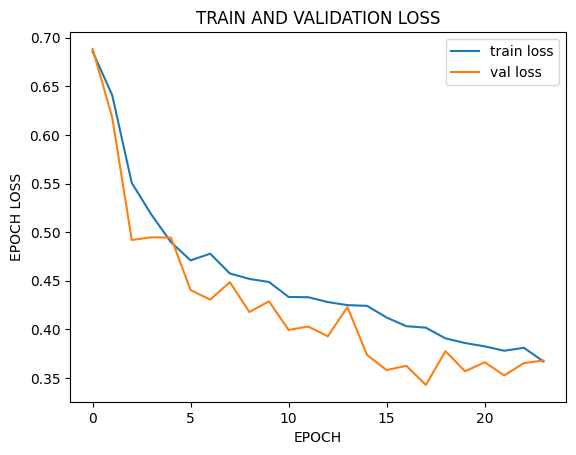 TRAIN AND VALIDATION LOSS
train loss
val loss
EPOCH LOSS
0.70
0.65
0.60
0.55
0.50
0.45
0.40
0.35
0
5
10
15
20
EPOCH